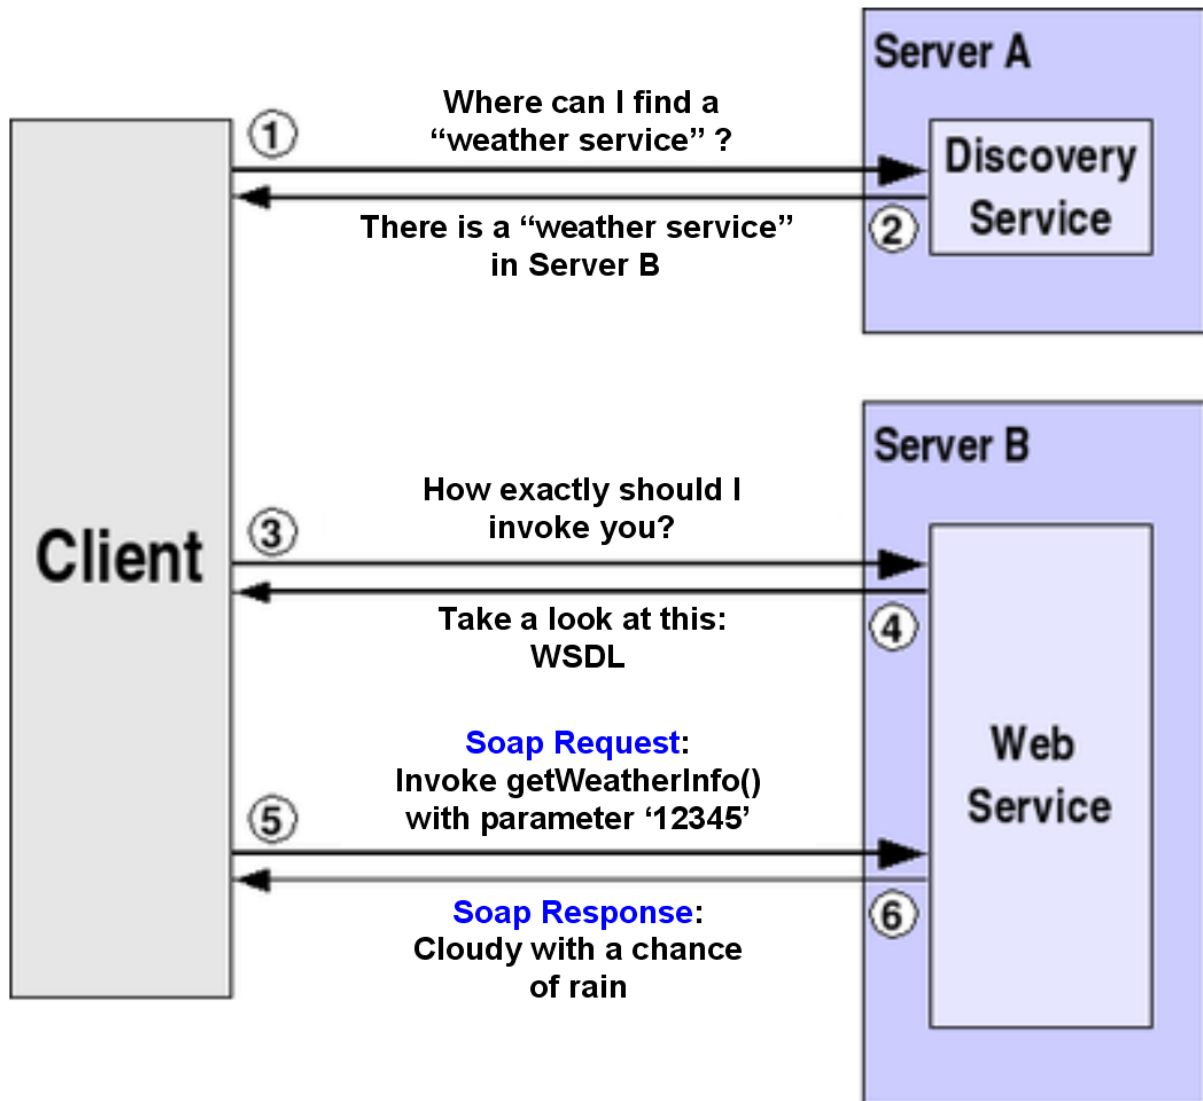 Server A
Where can I find a
“weather service” ?
①
Discovery
Service
There is a “weather service”
in Server B
②
Server B
How exactly should I
invoke you?
③
Client
Take a look at this:
WSDL
④
Soap Request:
Invoke getWeatherInfo()
with parameter ‘12345’
⑤
Web
Service
Soap Response:
Cloudy with a chance
of rain
⑥